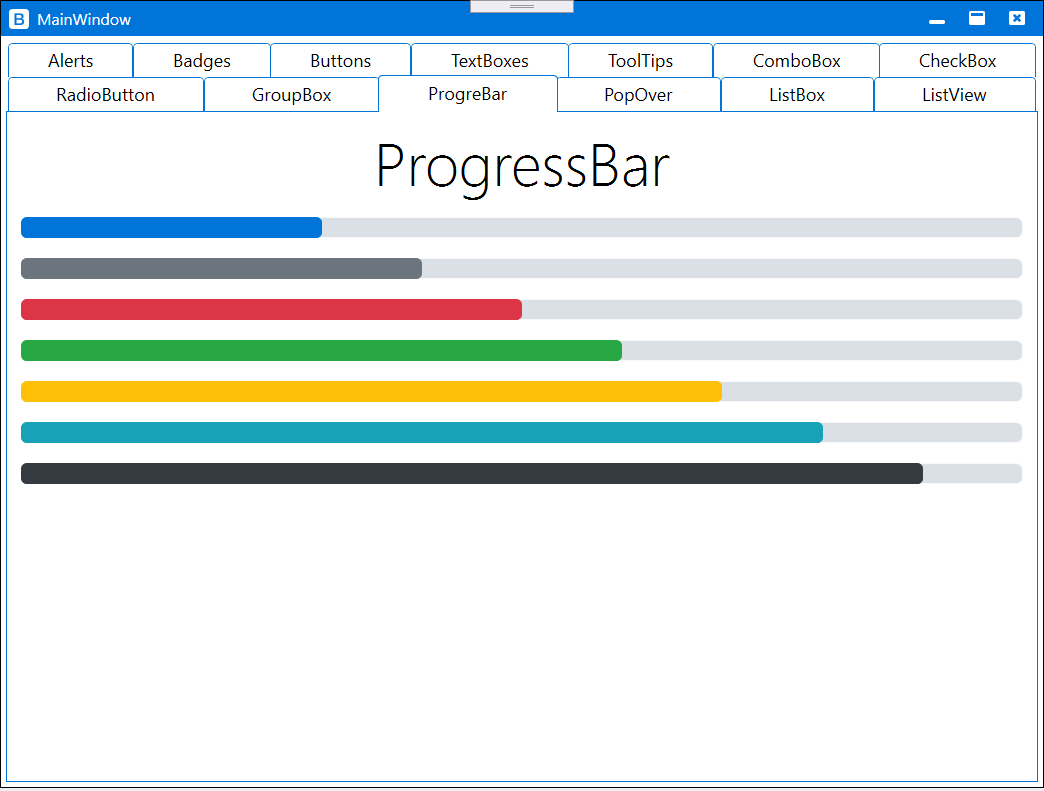 B MainWindow
Alerts Badges Buttons TextBoxes ToolTips ComboBox CheckBox
RadioButton GroupBox ProgreBar PopOver ListBox ListView
ProgressBar